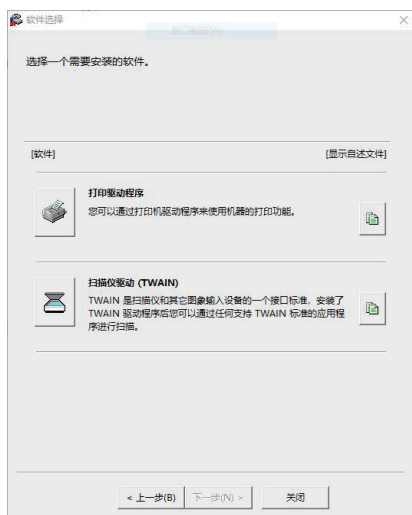 软件选择
选择一个需要安装的软件。
[软件] [显示自述文件]
打印驱动程序
您可以通过打印机驱动程序来使用机器的打印功能。
扫描仪驱动 (TWAIN)
TWAIN 是扫描仪和其它图象输入设备的一个接口标准，安装了
TWAIN 驱动程序后您可以通过任何支持 TWAIN 标准的应用程
序进行扫描。
< 上一步(B) 下一步(N) > 关闭